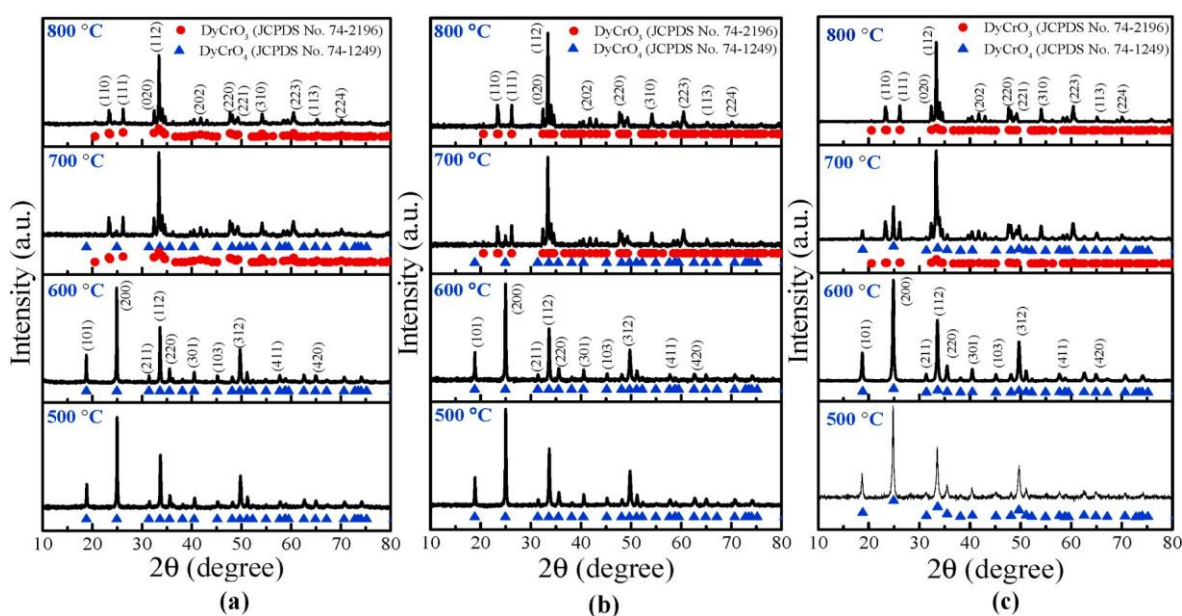 800 °C
DyCrO₃ (JCPDS No. 74-2196)
DyCrO₄ (JCPDS No. 74-1249)
(110)
(111)
(020)
(112)
(202)
(220)
(221)
(310)
(223)
(113)
(224)
700 °C
600 °C
(101)
(200)
(211)
(112)
(220)
(301)
(103)
(312)
(411)
(420)
500 °C
Intensity (a.u.)
10 20 30 40 50 60 70 80
2θ (degree)
(a)
800 °C
DyCrO₃ (JCPDS No. 74-2196)
DyCrO₄ (JCPDS No. 74-1249)
(110)
(111)
(020)
(112)
(202)
(220)
(310)
(223)
(113)
(224)
700 °C
600 °C
(101)
(200)
(211)
(112)
(220)
(301)
(103)
(312)
(411)
(420)
500 °C
Intensity (a.u.)
10 20 30 40 50 60 70 80
2θ (degree)
(b)
800 °C
DyCrO₃ (JCPDS No. 74-2196)
DyCrO₄ (JCPDS No. 74-1249)
(110)
(111)
(020)
(112)
(202)
(220)
(221)
(310)
(223)
(113)
(224)
700 °C
600 °C
(101)
(200)
(211)
(112)
(220)
(301)
(103)
(312)
(411)
(420)
500 °C
Intensity (a.u.)
10 20 30 40 50 60 70 80
2θ (degree)
(c)